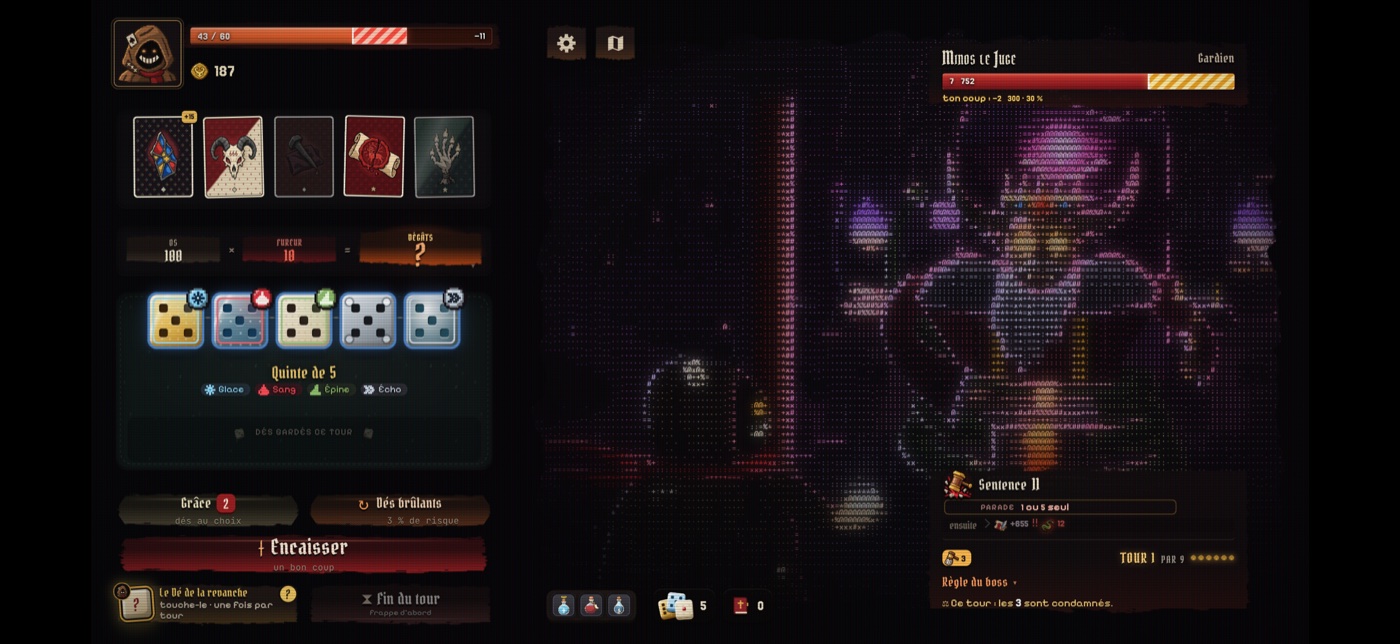 43 / 60
-11
187
+15
OS
100
×
FUREUR
10
=
DÉGÂTS
?
Quinte de 5
Glace
Sang
Épine
Écho
DÉS GARDÉS CE TOUR
Grâce 2
dés au choix
Dés brûlants
3 % de risque
Encaisser
un bon coup
Le Dé de la revanche
touche-le · une fois par
tour
?
Fin du tour
frappe d'abord
Minos le Juge
Gardien
7 752
ton coup : -2 300 · 30 %
Sentence 11
PARADE 1 ou 5 seul
ensuite > +655 !! 12
3
TOUR 1 PAR 9
Règle du boss
Ce tour : les 3 sont condamnés.
5
0